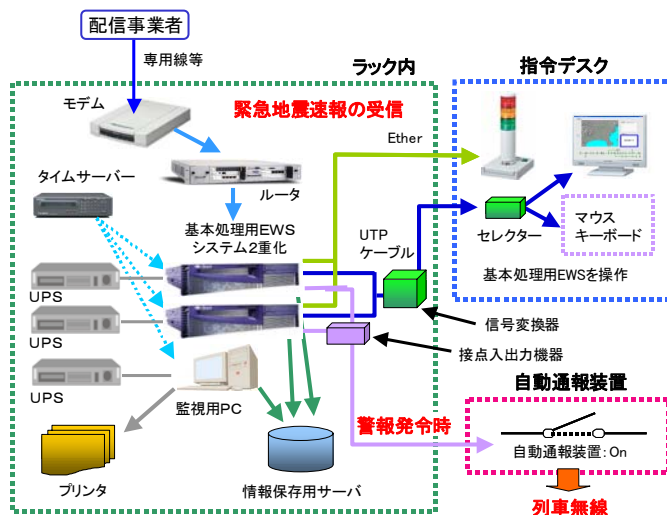 配信事業者
専用線等
ラック内
指令デスク
モデム
緊急地震速報の受信
Ether
タイムサーバー
ルータ
基本処理用EWS
システム2重化
UTP
ケーブル
セレクター
マウス
キーボード
基本処理用EWSを操作
UPS
UPS
UPS
信号変換器
接点入出力機器
監視用PC
自動通報装置
警報発令時
自動通報装置:On
プリンタ
情報保存用サーバ
列車無線